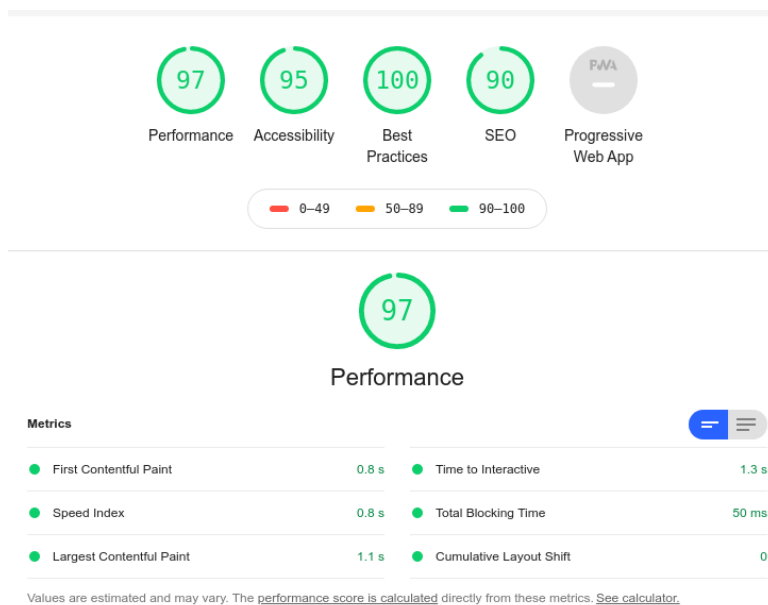 97 95 100 90 PWA
Performance Accessibility Best Practices SEO Progressive Web App
0–49 50–89 90–100
97
Performance
Metrics
First Contentful Paint 0.8 s Time to Interactive 1.3 s
Speed Index 0.8 s Total Blocking Time 50 ms
Largest Contentful Paint 1.1 s Cumulative Layout Shift 0
Values are estimated and may vary. The performance score is calculated directly from these metrics. See calculator.